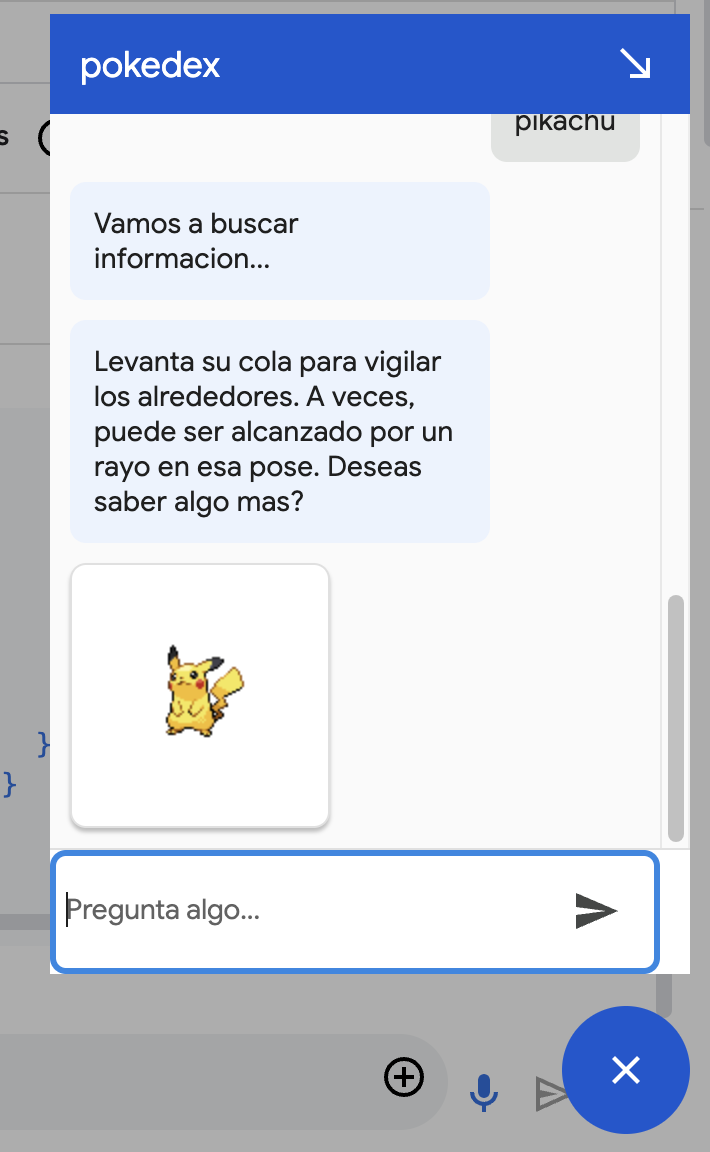 pokedex
s
pikachu
Vamos a buscar
informacion...
Levanta su cola para vigilar
los alrededores. A veces,
puede ser alcanzado por un
rayo en esa pose. Deseas
saber algo mas?
}
}
Pregunta algo...